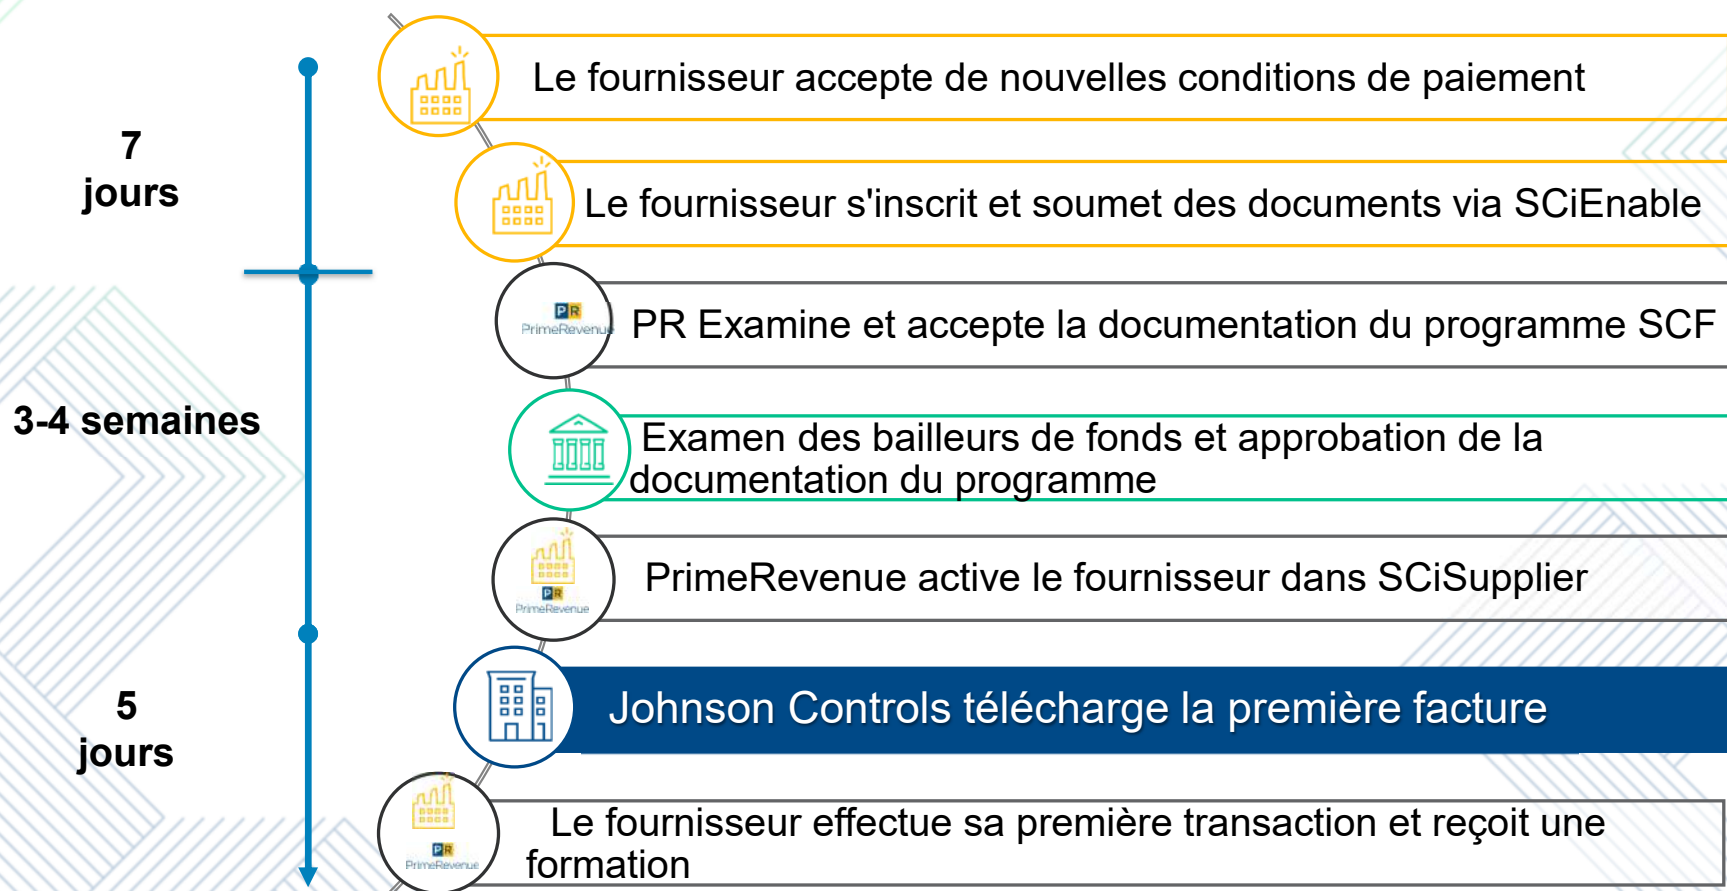 Le fournisseur accepte de nouvelles conditions de paiement
7
jours
Le fournisseur s'inscrit et soumet des documents via SCiEnable
PR
PrimeRevenue
PR Examine et accepte la documentation du programme SCF
3-4 semaines
Examen des bailleurs de fonds et approbation de la
documentation du programme
PR
PrimeRevenue
PrimeRevenue active le fournisseur dans SCiSupplier
5
jours
Johnson Controls télécharge la première facture
PR
PrimeRevenue
Le fournisseur effectue sa première transaction et reçoit une
formation